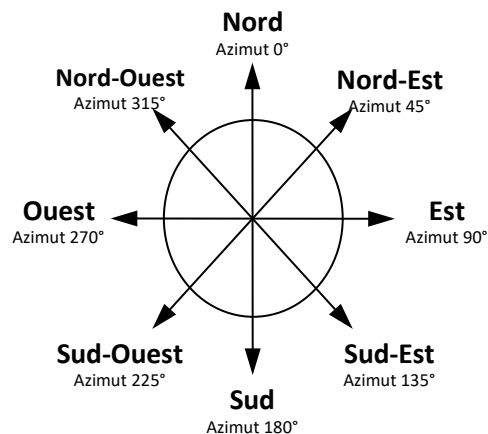 Nord
Azimut 0°
Nord-Ouest
Azimut 315°
Nord-Est
Azimut 45°
Ouest
Azimut 270°
Est
Azimut 90°
Sud-Ouest
Azimut 225°
Sud-Est
Azimut 135°
Sud
Azimut 180°